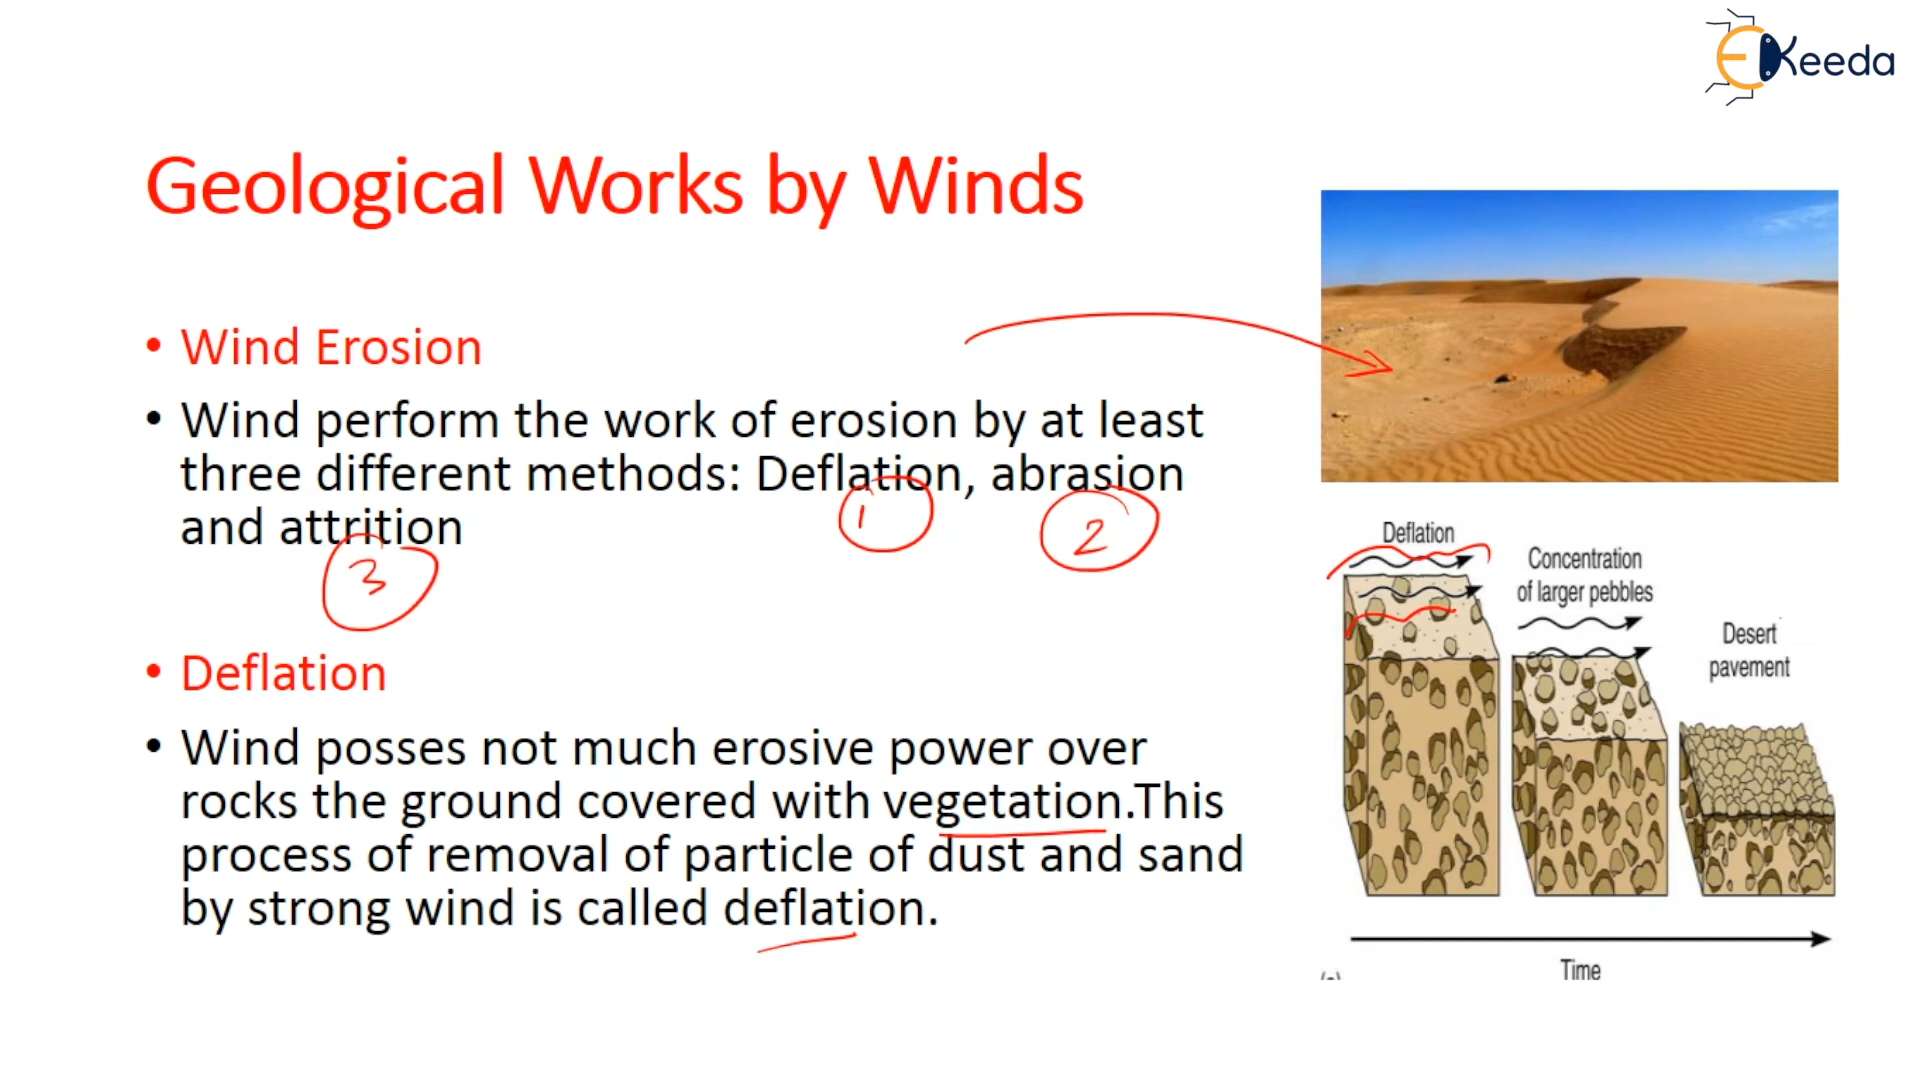 EKeeda
Geological Works by Winds
• Wind Erosion
• Wind perform the work of erosion by at least
three different methods: Deflation, abrasion
and attrition
1
2
3
• Deflation
• Wind posses not much erosive power over
rocks the ground covered with vegetation.This
process of removal of particle of dust and sand
by strong wind is called deflation.
Deflation
Concentration
of larger pebbles
Desert
pavement
Time